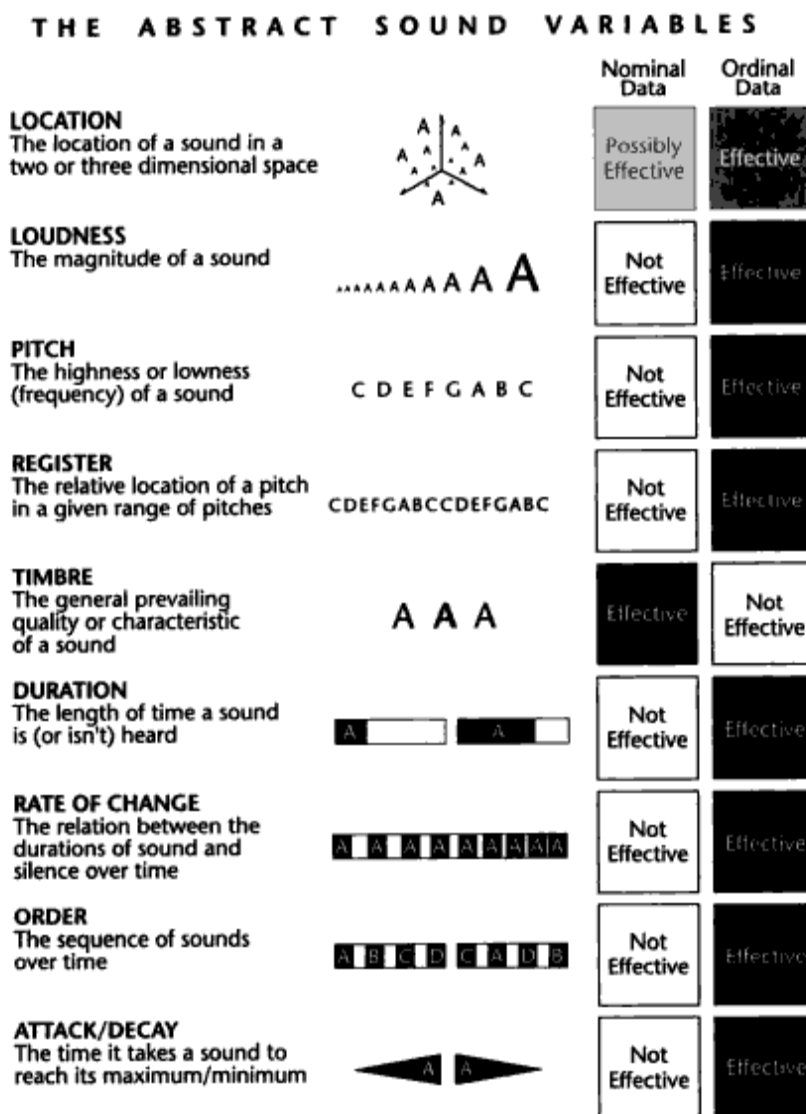 THE ABSTRACT SOUND VARIABLES
Nominal Data
Ordinal Data
LOCATION
The location of a sound in a
two or three dimensional space
A A A A A A A A A A A A A
Possibly
Effective
Effective
LOUDNESS
The magnitude of a sound
A A A A A A A A A A A A
Not
Effective
Effective
PITCH
The highness or lowness
(frequency) of a sound
C D E F G A B C
Not
Effective
Effective
REGISTER
The relative location of a pitch
in a given range of pitches
CDEFGABCCDEFGABC
Not
Effective
Effective
TIMBRE
The general prevailing
quality or characteristic
of a sound
A A A
Effective
Not
Effective
DURATION
The length of time a sound
is (or isn't) heard
A A
Not
Effective
Effective
RATE OF CHANGE
The relation between the
durations of sound and
silence over time
A A A A A A A A A
Not
Effective
Effective
ORDER
The sequence of sounds
over time
A B C D C A D B
Not
Effective
Effective
ATTACK/DECAY
The time it takes a sound to
reach its maximum/minimum
A A
Not
Effective
Effective